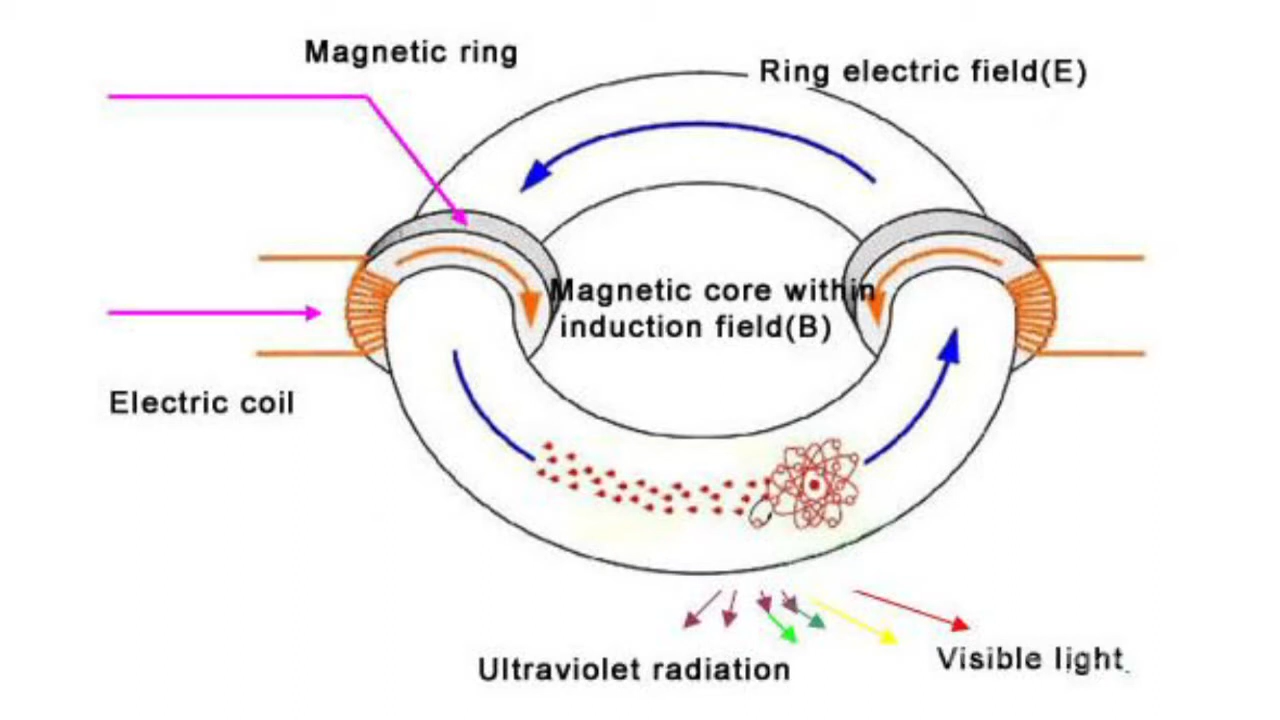 Magnetic ring
Ring electric field(E)
Magnetic core within
induction field(B)
Electric coil
Ultraviolet radiation
Visible light